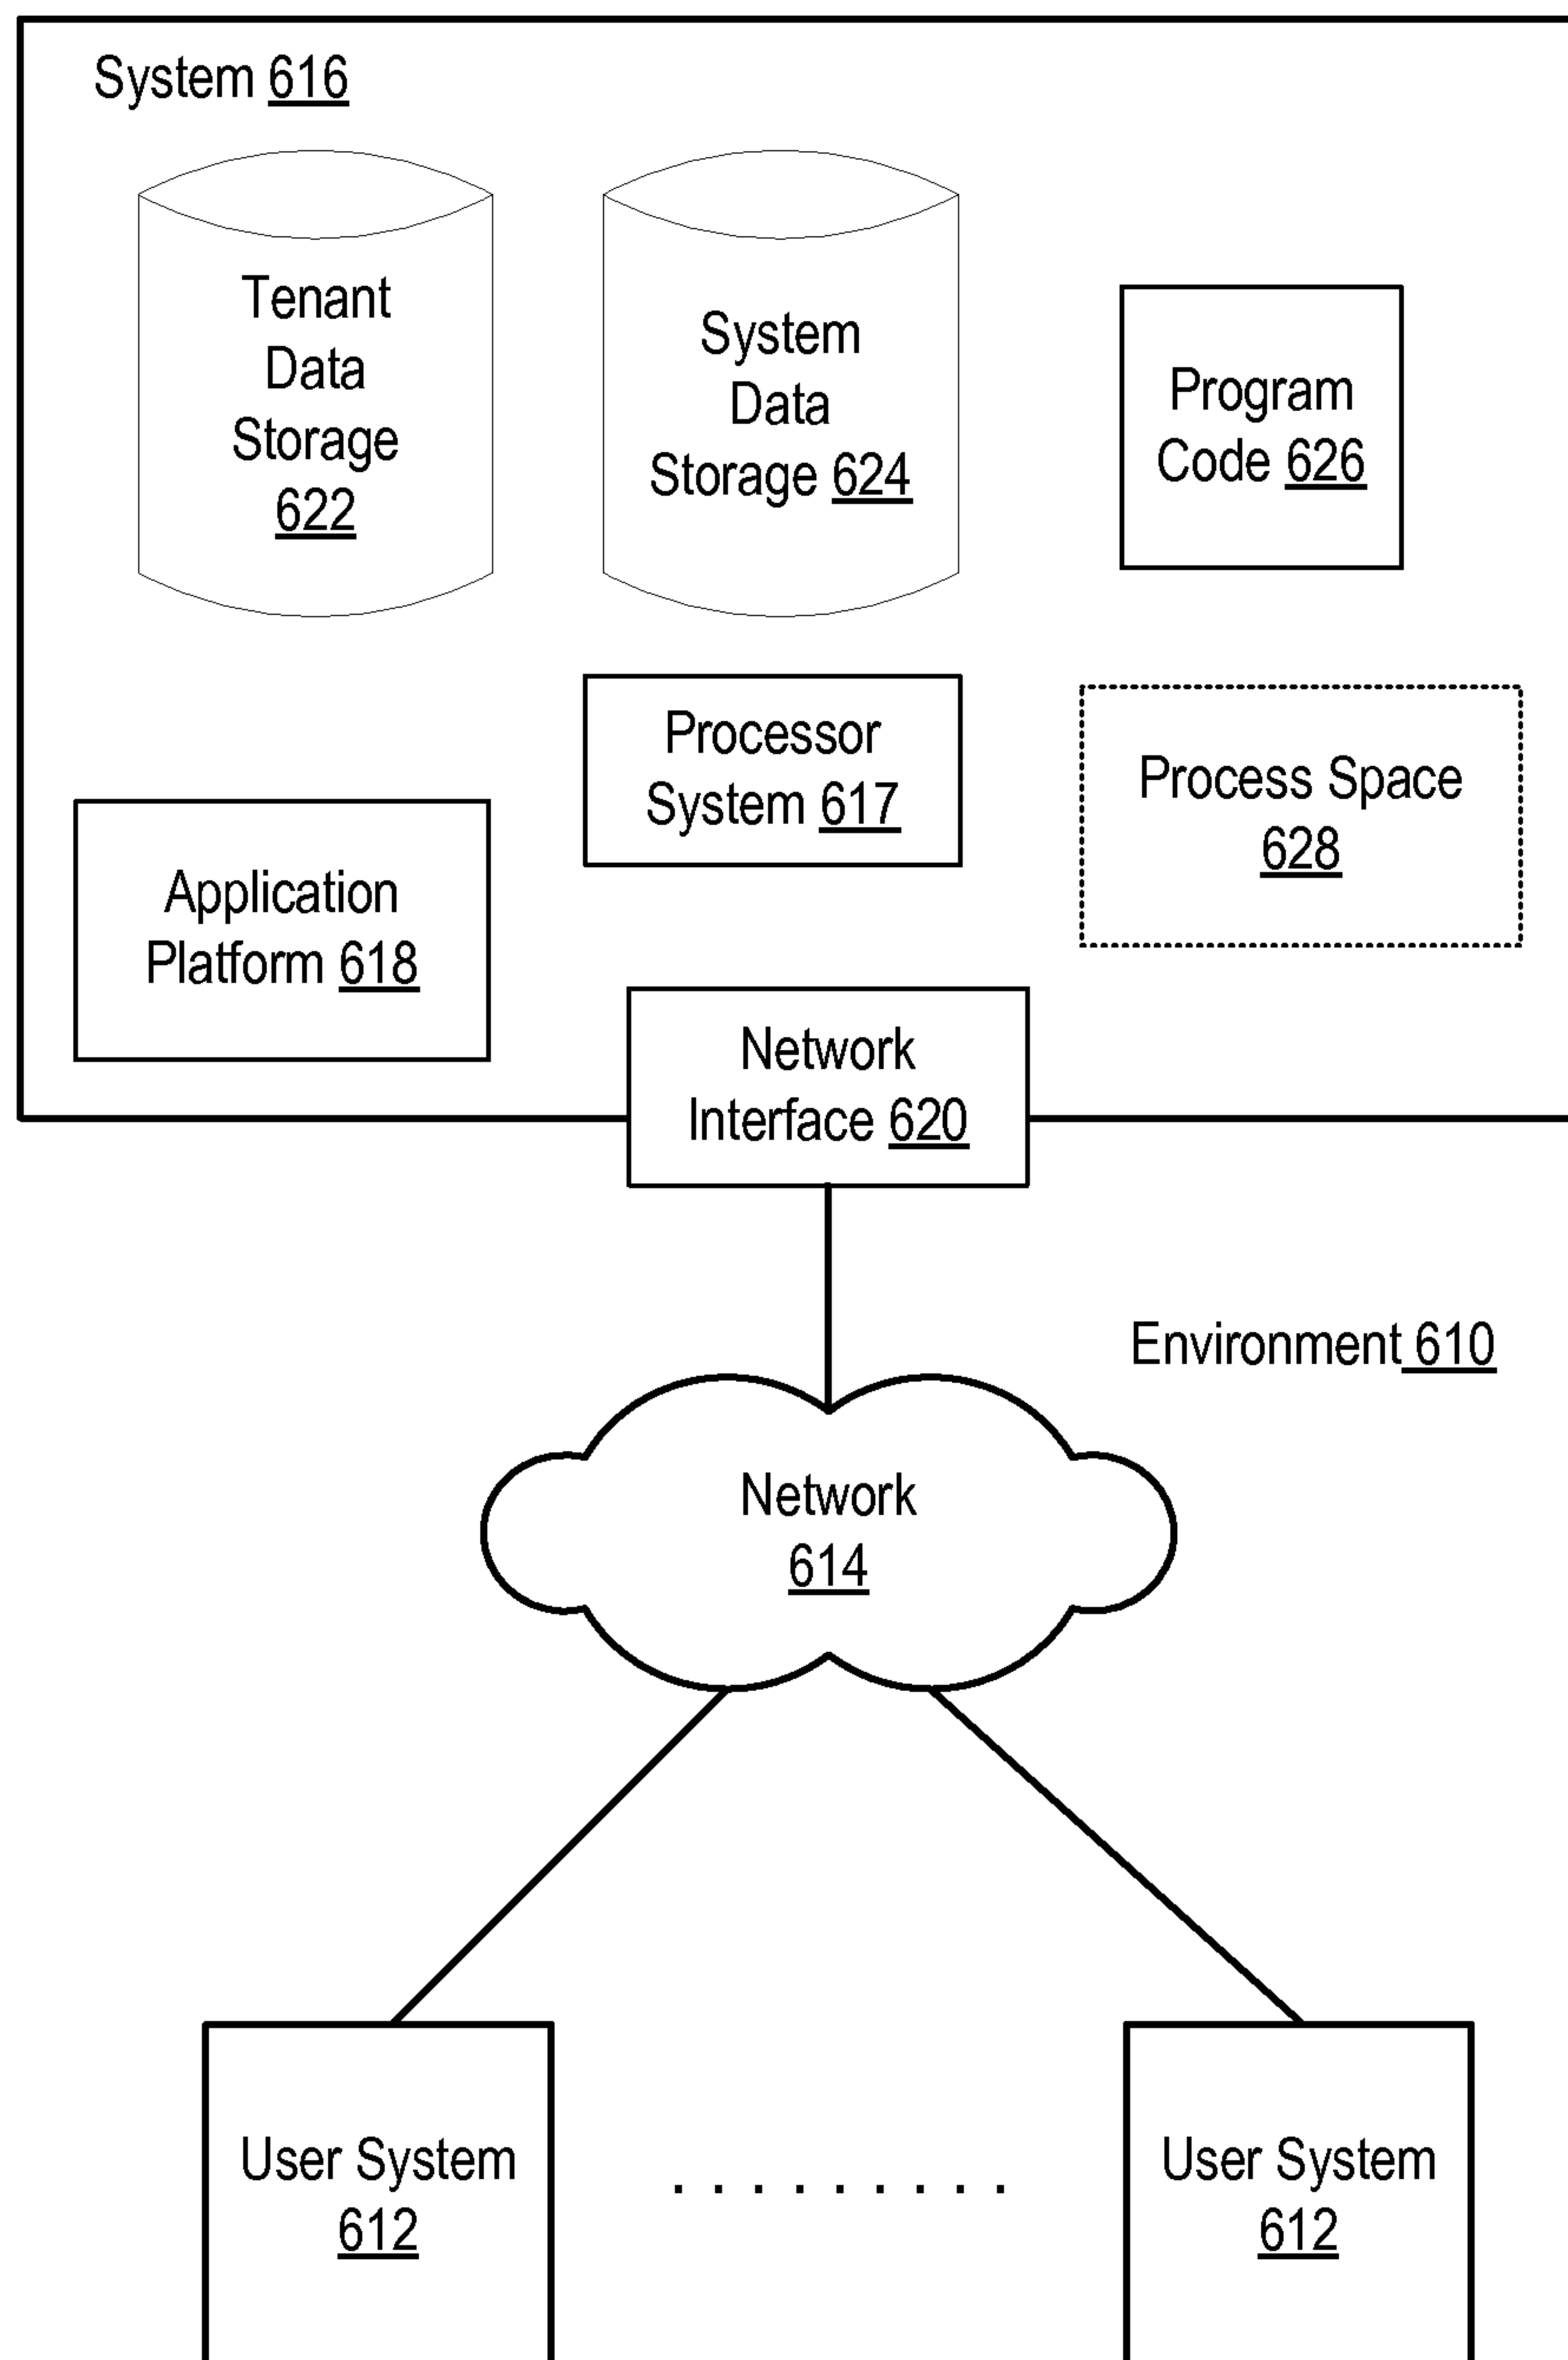 System 616
Tenant
Data
Storage
622
System
Data
Storage 624
Program
Code 626
Processor
System 617
Process Space
628
Application
Platform 618
Network
Interface 620
Environment 610
Network
614
User System
612
. . . . . . . . .
User System
612